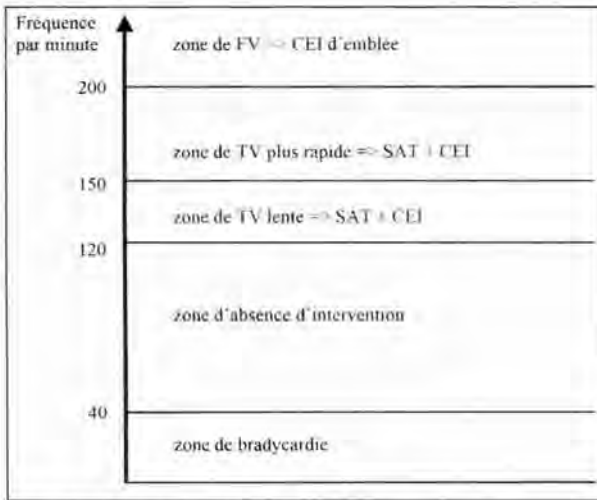 Fréquence
par minute
zone de FV => CEI d'emblée
200
zone de TV plus rapide => SAT + CEI
150
zone de TV lente => SAT + CEI
120
zone d'absence d'intervention
40
zone de bradycardie